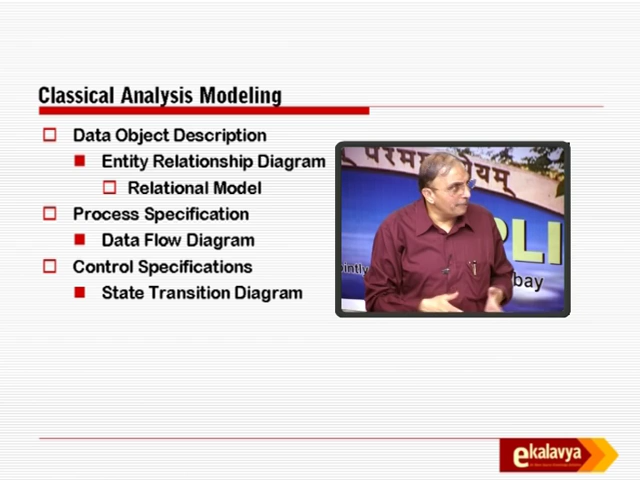 Classical Analysis Modeling
Data Object Description
Entity Relationship Diagram
Relational Model
Process Specification
Data Flow Diagram
Control Specifications
State Transition Diagram
PLI
bay
ekalavya